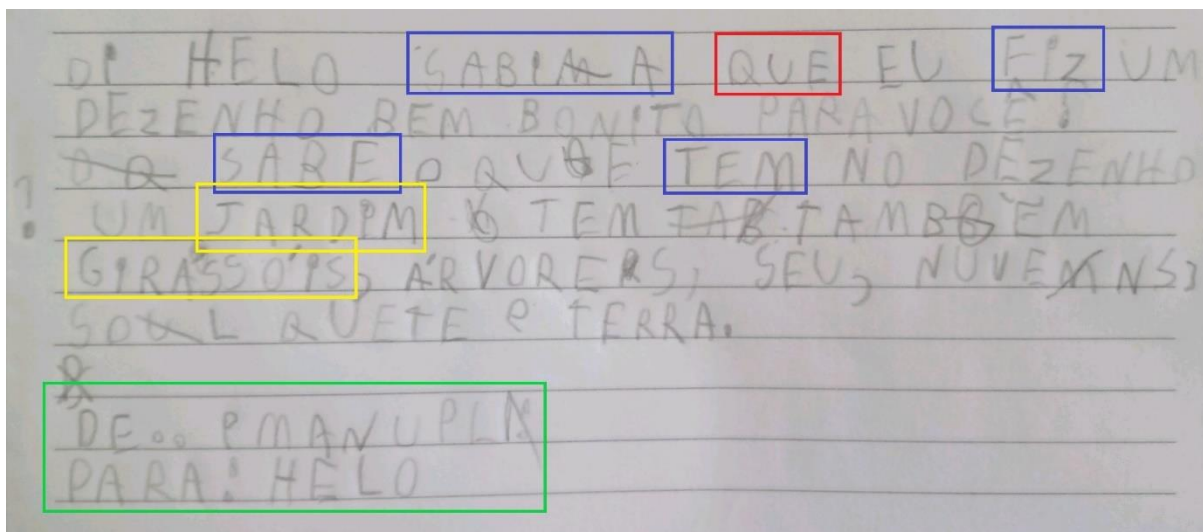 OI HELO SABIA QUE EU FIZ UM
DEZENHO BEM BONITO PARA VOCÊ!
SABE O QUE TEM NO DEZENHO
? UM JARDIM TEM TAMBÉM
GIRASSÓIS, ÁRVORERS, SEU, NUVENS,
SOL QUETE e TERRA.
DE.. EMANUELA
PARA: HELO